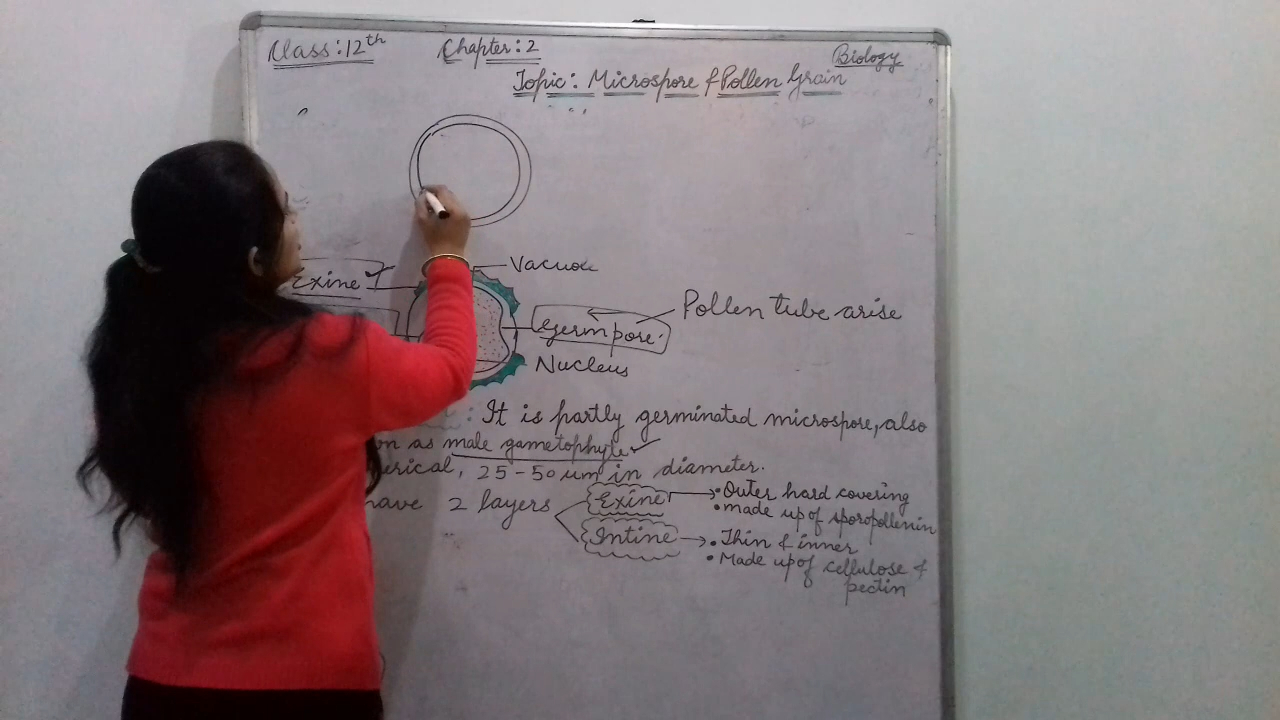 Class: 12th
Chapter: 2
Biology
Topic: Microspore & Pollen Grain
Vacuole
Exine
Germpore.
Pollen tube arise
Nucleus
: It is partly germinated microspore, also
on as male gametophyte
erical, 25-50 um in diameter.
have 2 layers
Exine
• Outer hard covering
• made up of sporopollenin
Intine
• Thin & inner
• Made up of cellulose &
pectin